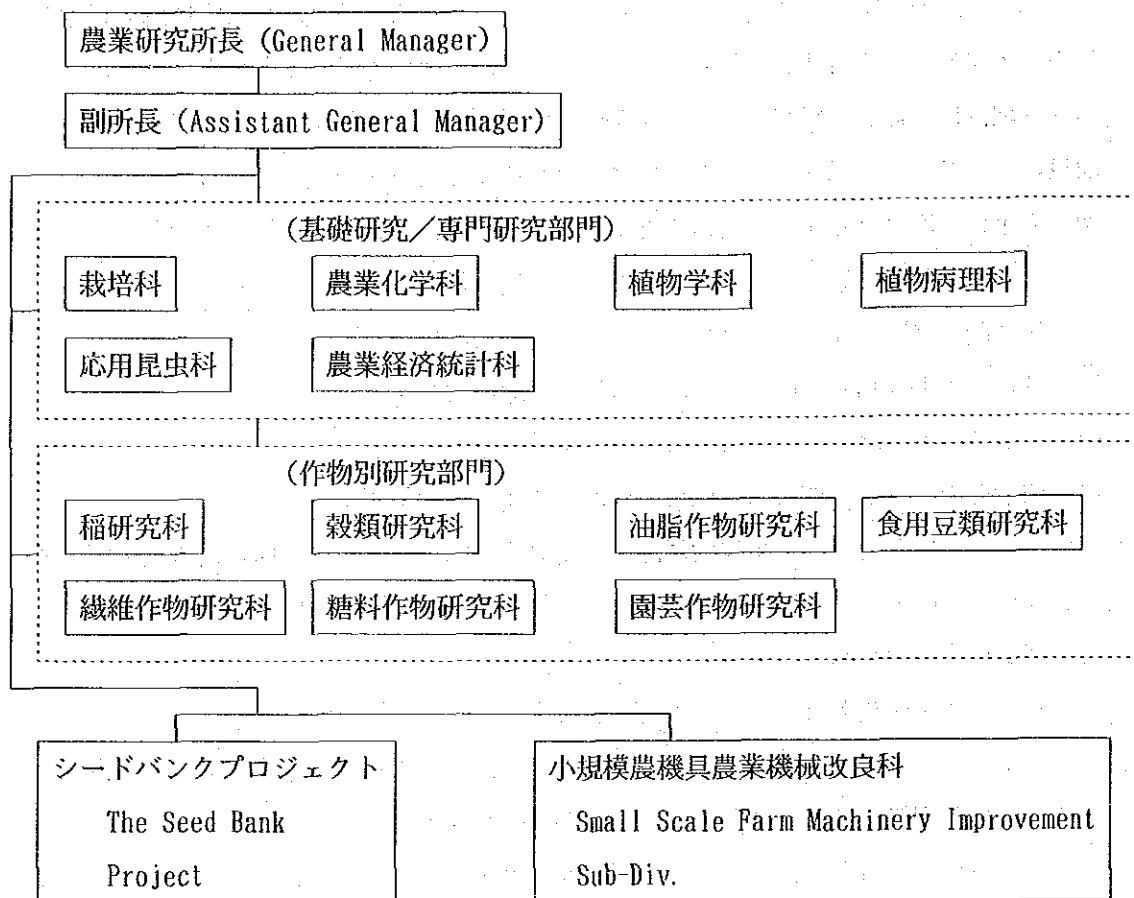 農業研究所長 (General Manager)
副所長 (Assistant General Manager)
(基礎研究/専門研究部門)
栽培科 農業化学科 植物学科 植物病理科
応用昆虫科 農業経済統計科
(作物別研究部門)
稲研究科 穀類研究科 油脂作物研究科 食用豆類研究科
繊維作物研究科 糖料作物研究科 園芸作物研究科
シードバンクプロジェクト 小規模農機具農業機械改良科
The Seed Bank Small Scale Farm Machinery Improvement
Project Sub-Div.